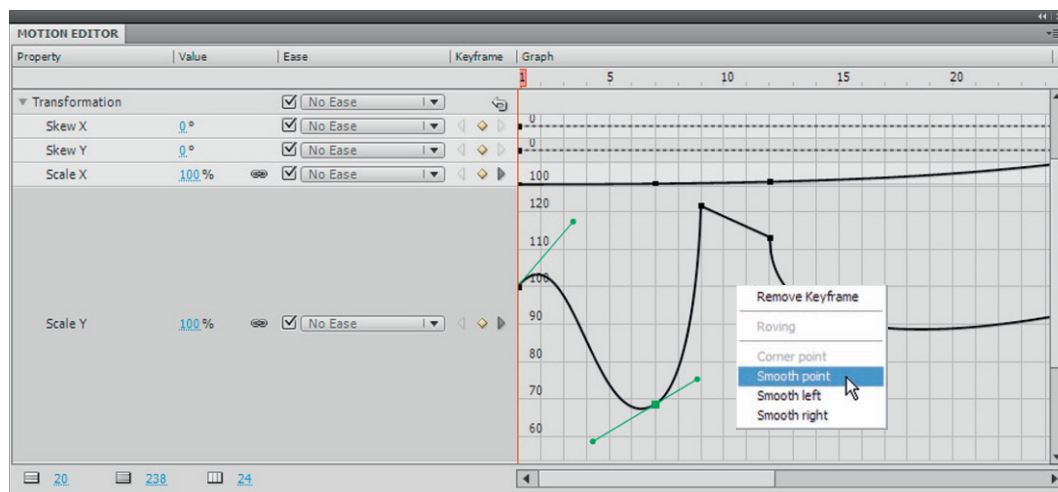 MOTION EDITOR
Property Value Ease Keyframe Graph
1 5 10 15 20
Transformation No Ease
Skew X 0° No Ease 0
Skew Y 0° No Ease 0
Scale X 100 % No Ease 100
120
110
100
90
80
70
60
Scale Y 100 % No Ease
Remove Keyframe
Roving
Corner point
Smooth point
Smooth left
Smooth right
20 238 24